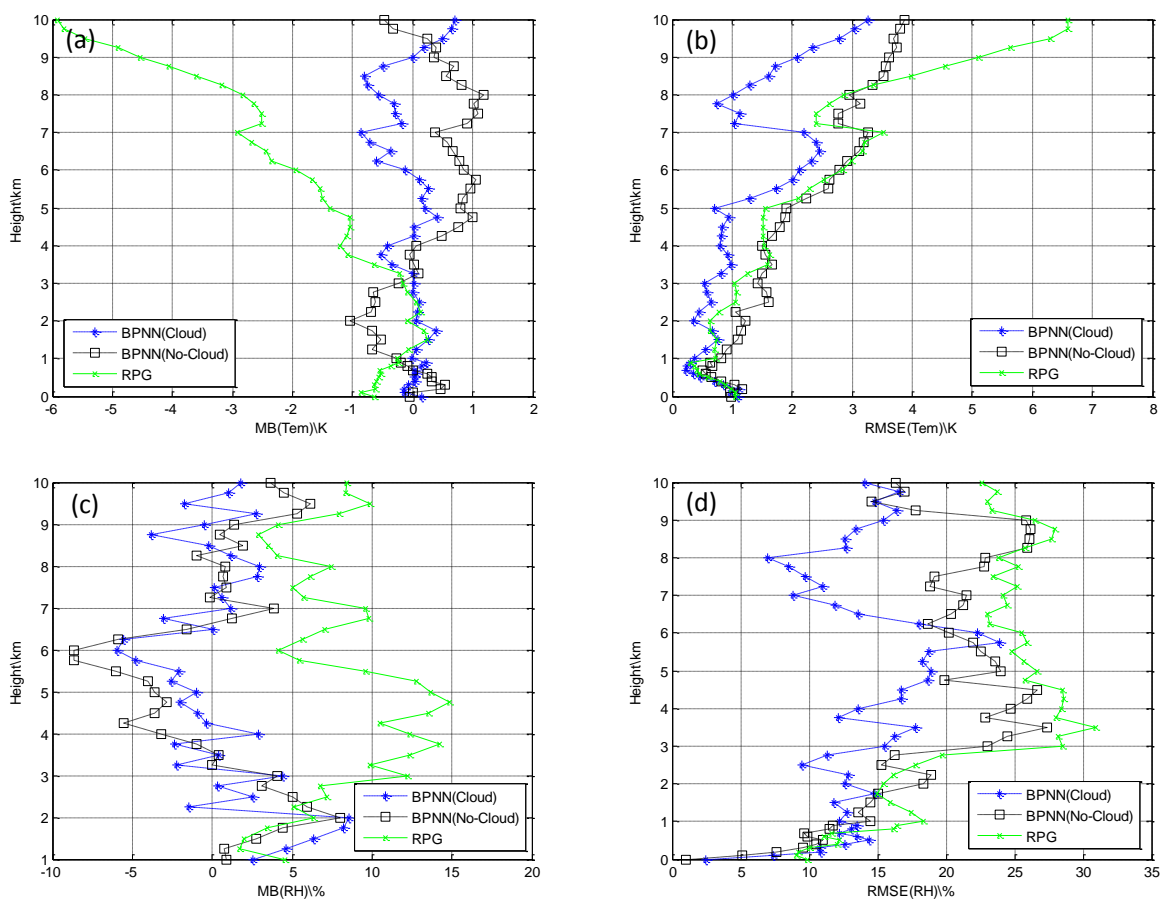 (a)
10
9
8
7
6
5
4
3
2
1
0
Height\km
-6 -5 -4 -3 -2 -1 0 1 2
MB(Tem)\K
BPNN(Cloud)
BPNN(No-Cloud)
RPG
(b)
10
9
8
7
6
5
4
3
2
1
0
Height\km
0 1 2 3 4 5 6 7 8
RMSE(Tem)\K
BPNN(Cloud)
BPNN(No-Cloud)
RPG
(c)
10
9
8
7
6
5
4
3
2
1
Height\km
-10 -5 0 5 10 15 20
MB(RH)\%
BPNN(Cloud)
BPNN(No-Cloud)
RPG
(d)
10
9
8
7
6
5
4
3
2
1
0
Height\km
0 5 10 15 20 25 30 35
RMSE(RH)\%
BPNN(Cloud)
BPNN(No-Cloud)
RPG